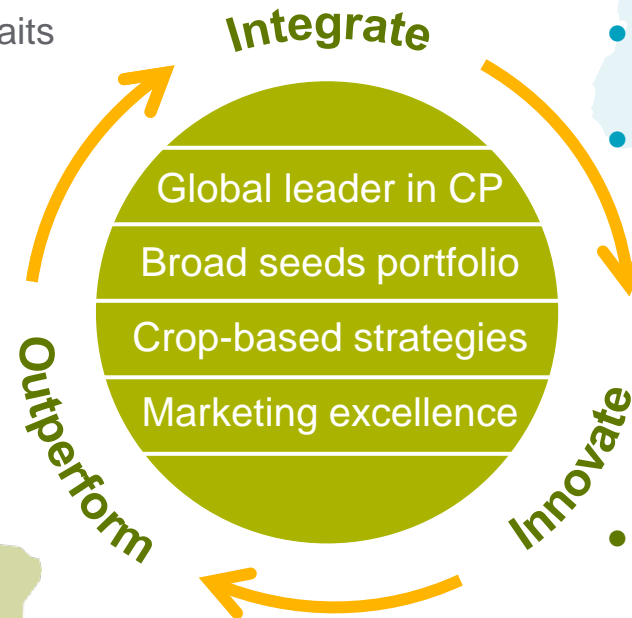 aits
Integrate
Global leader in CP
Broad seeds portfolio
Crop-based strategies
Marketing excellence
Outperform
Innovate